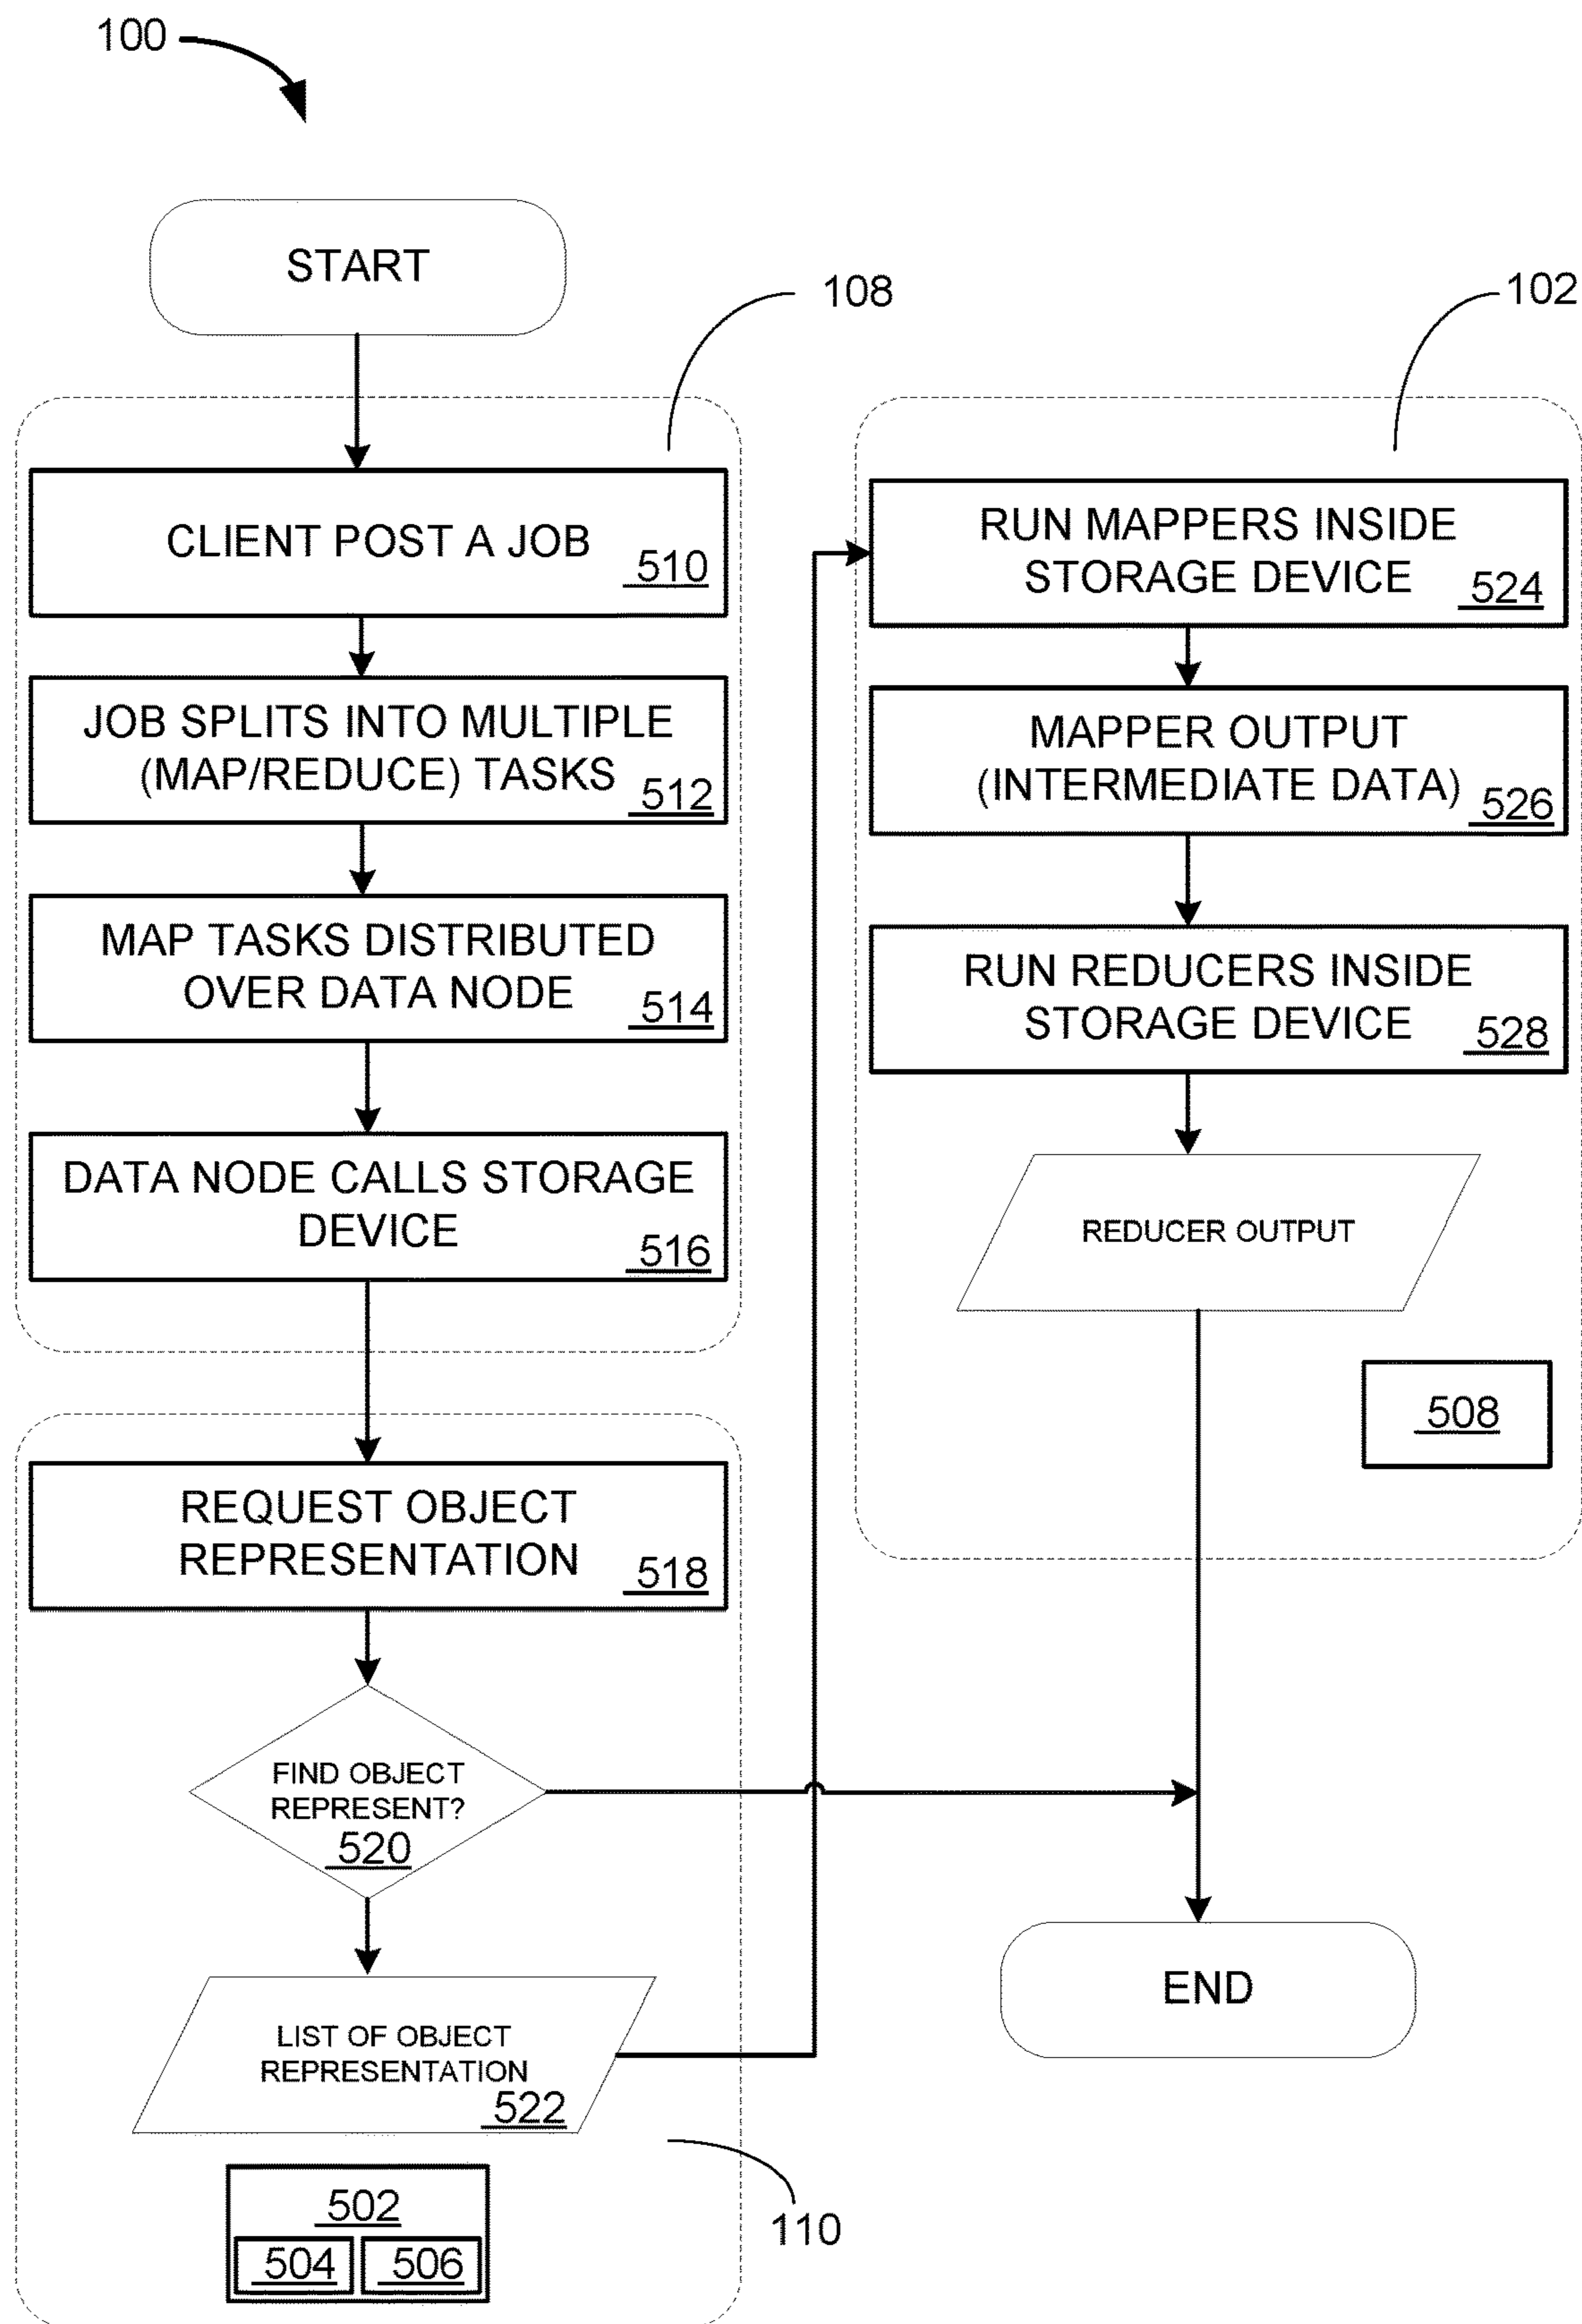 100
START
108
CLIENT POST A JOB
510
JOB SPLITS INTO MULTIPLE
(MAP/REDUCE) TASKS
512
MAP TASKS DISTRIBUTED
OVER DATA NODE
514
DATA NODE CALLS STORAGE
DEVICE
516
REQUEST OBJECT
REPRESENTATION
518
FIND OBJECT
REPRESENT?
520
LIST OF OBJECT
REPRESENTATION
522
502
504
506
110
102
RUN MAPPERS INSIDE
STORAGE DEVICE
524
MAPPER OUTPUT
(INTERMEDIATE DATA)
526
RUN REDUCERS INSIDE
STORAGE DEVICE
528
REDUCER OUTPUT
508
END